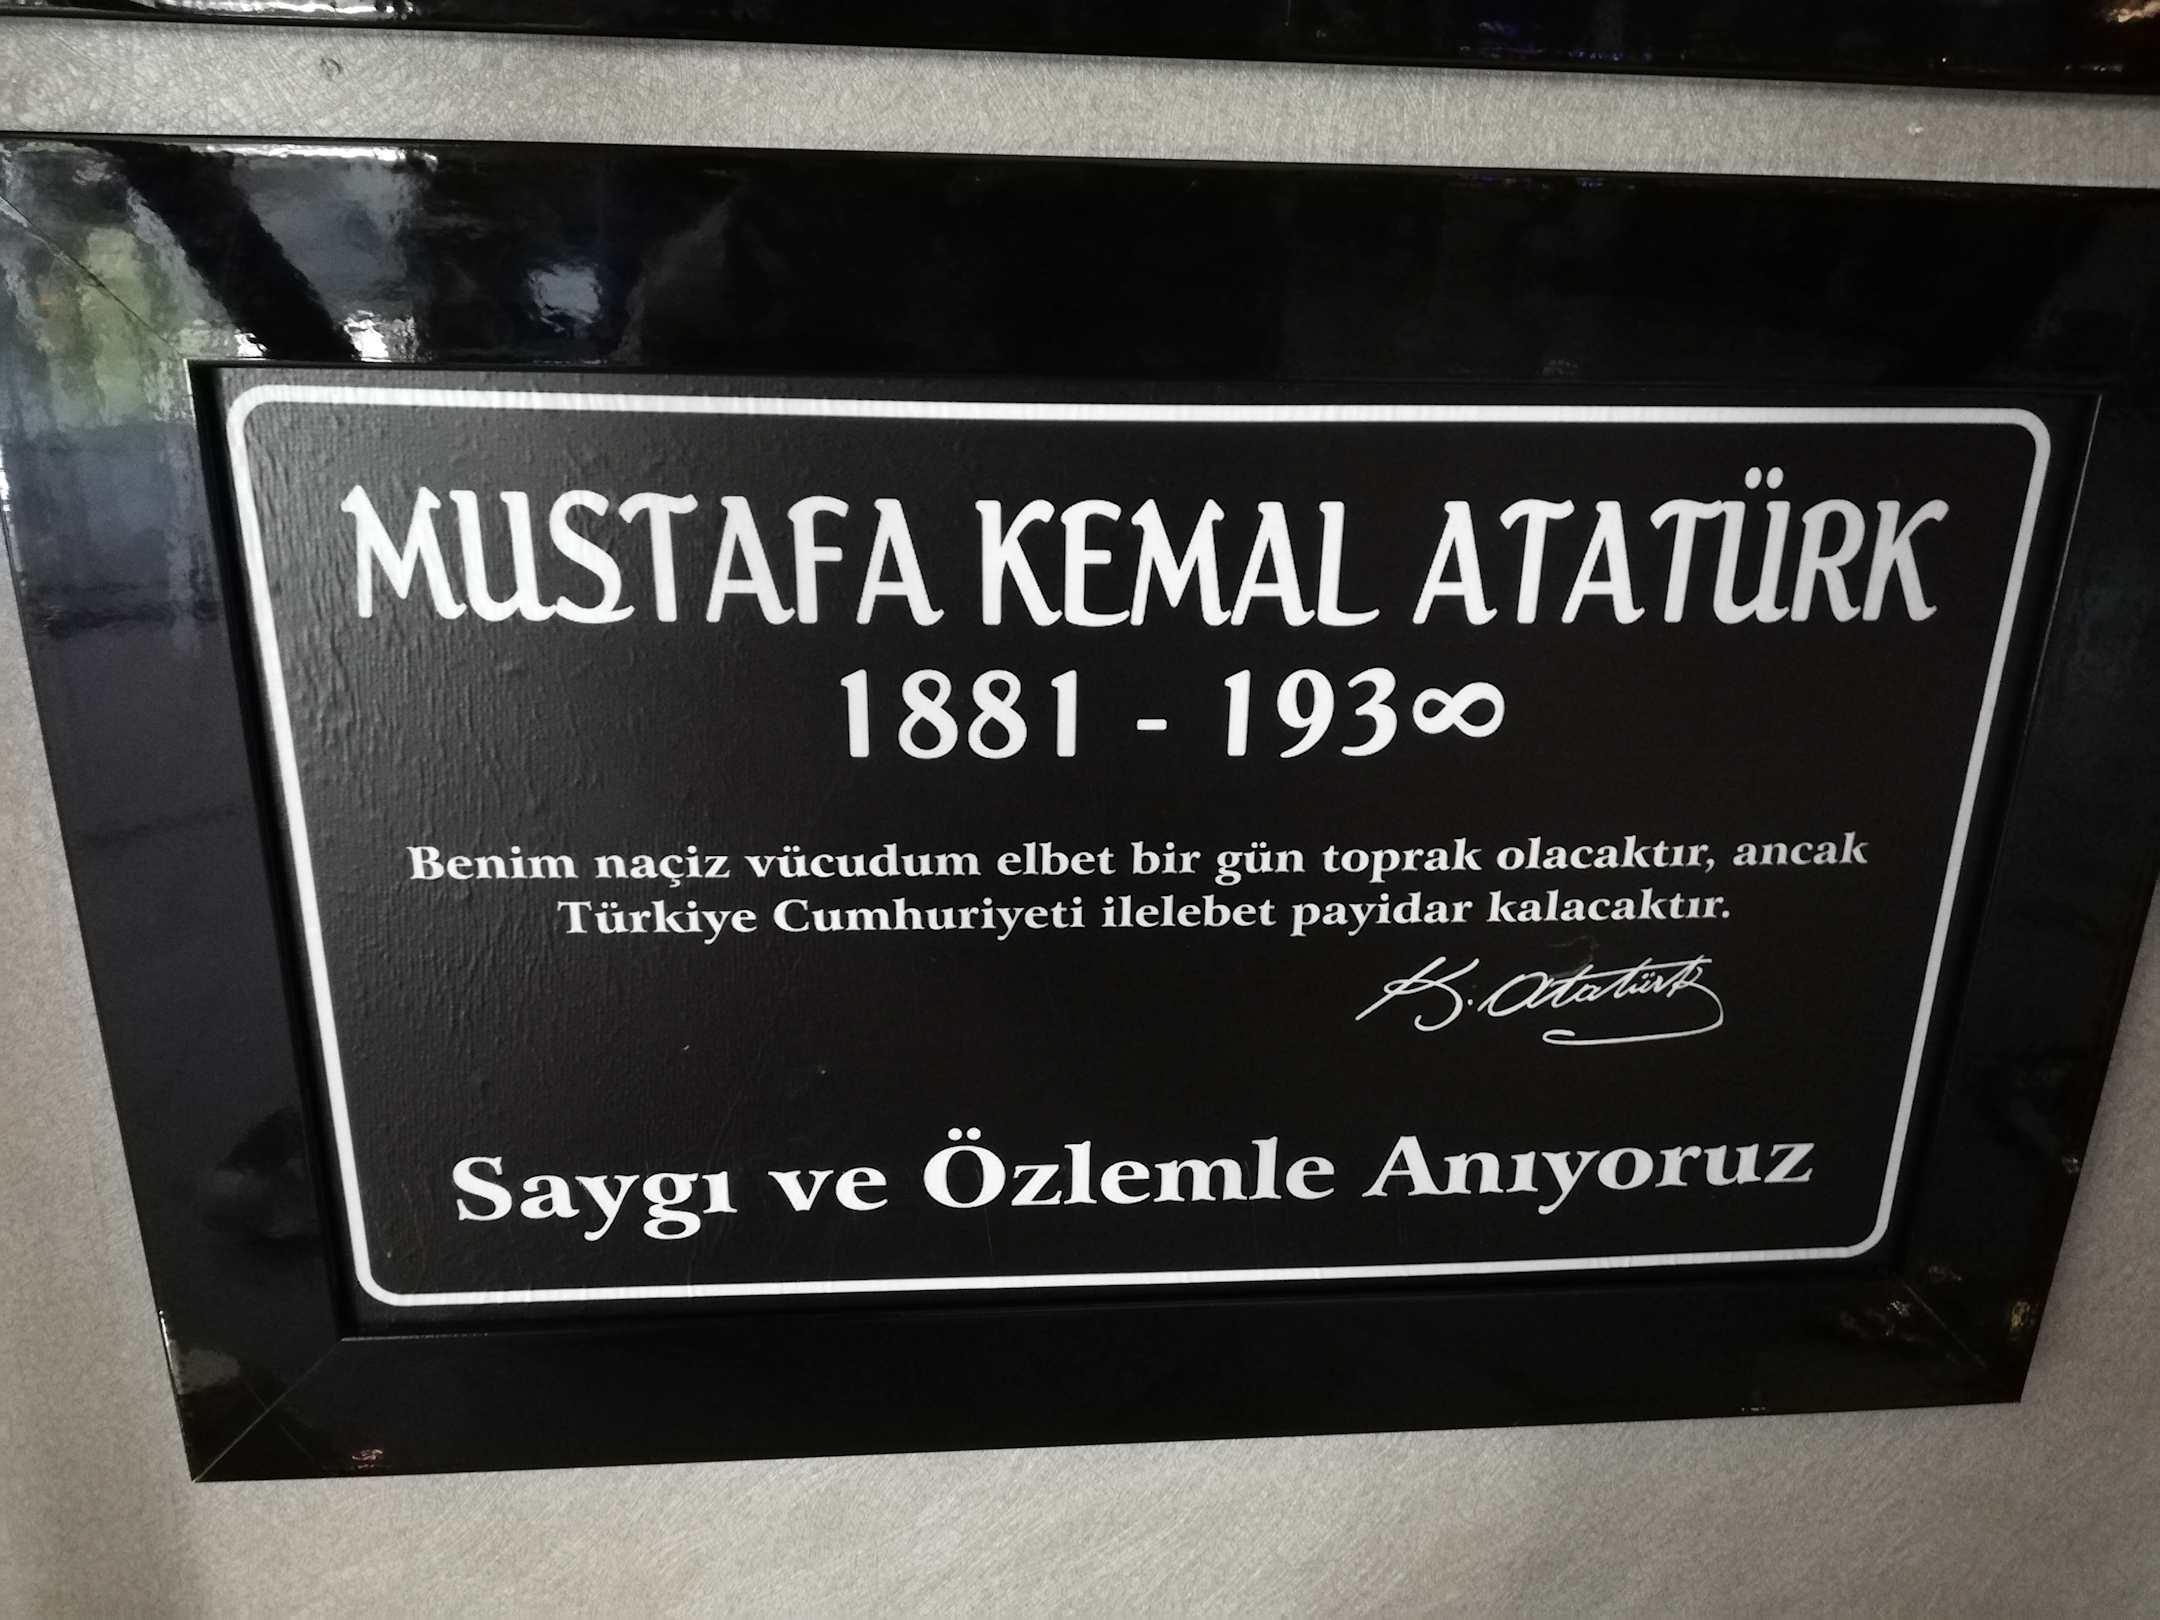 MUSTAFA KEMAL ATATÜRK
1881 - 193∞
Benim naçiz vücudum elbet bir gün toprak olacaktır, ancak
Türkiye Cumhuriyeti ilelebet payidar kalacaktır.
K. Atatürk
Saygı ve Özlemle Anıyoruz